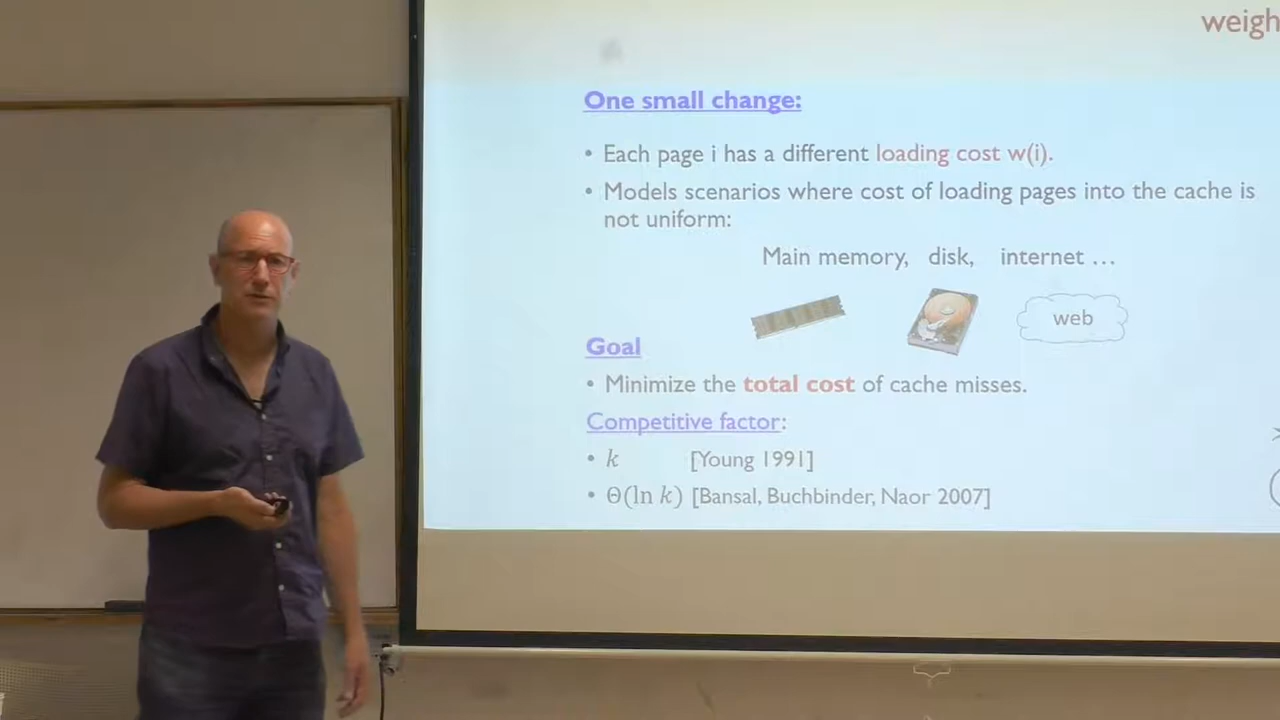 weigh
One small change:
• Each page i has a different loading cost w(i).
• Models scenarios where cost of loading pages into the cache is
not uniform:
Main memory, disk, internet …
web
Goal
• Minimize the total cost of cache misses.
Competitive factor:
• k [Young 1991]
• Θ(ln k) [Bansal, Buchbinder, Naor 2007]